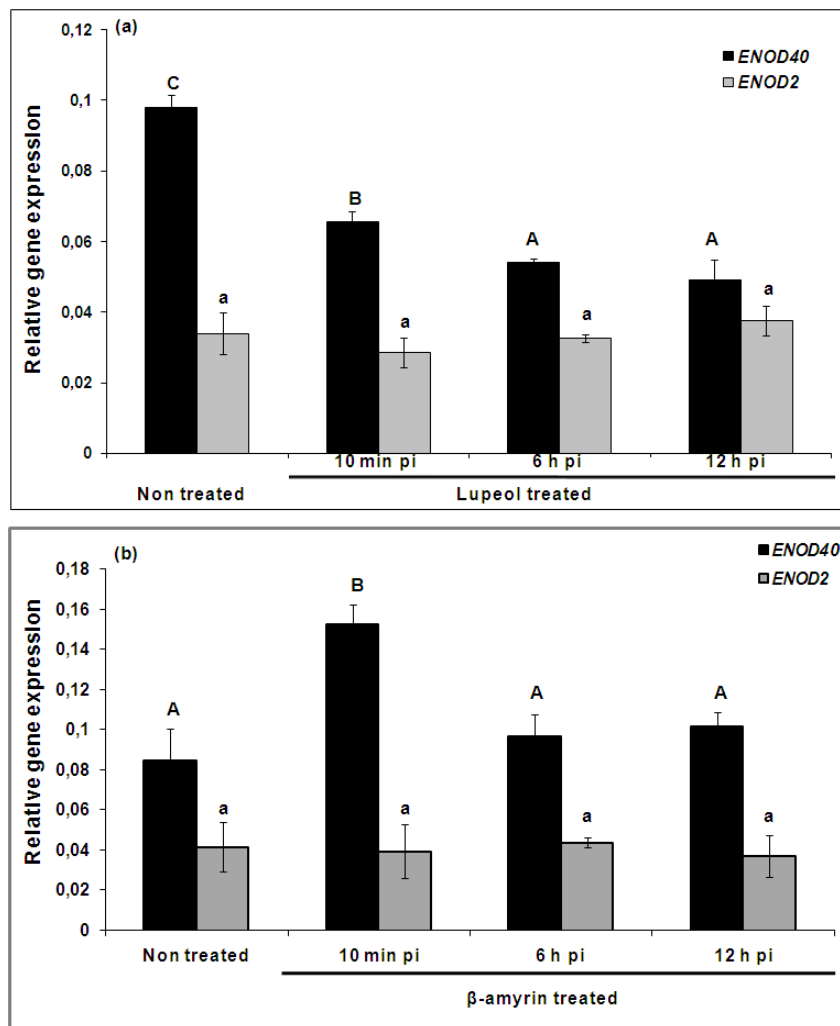 (a)
ENOD40
ENOD2
Relative gene expression
0,12
0,1
0,08
0,06
0,04
0,02
0
C
a
B
a
A
a
A
a
10 min pi 6 h pi 12 h pi
Non treated Lupeol treated
(b)
ENOD40
ENOD2
Relative gene expression
0,18
0,16
0,14
0,12
0,1
0,08
0,06
0,04
0,02
0
A
a
B
a
A
a
A
a
Non treated 10 min pi 6 h pi 12 h pi
β-amyrin treated